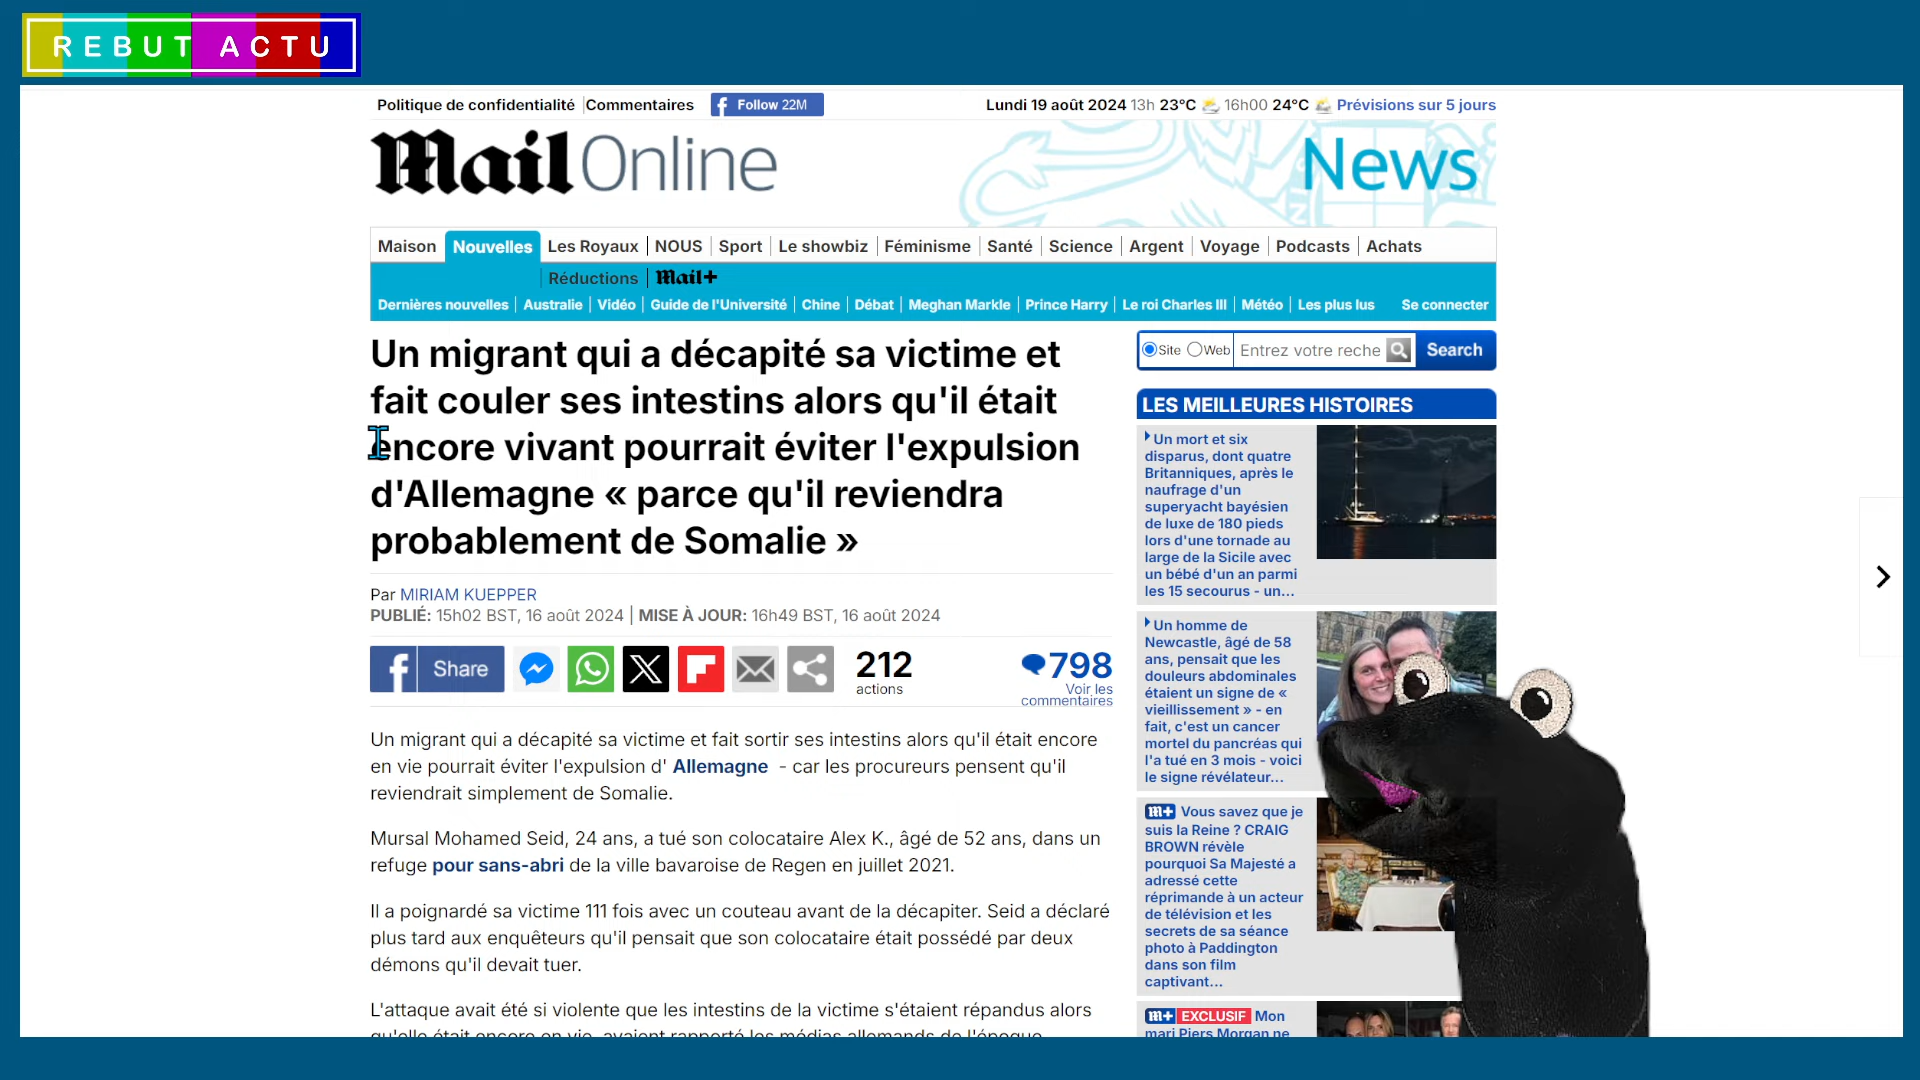 REBUT ACTU
Politique de confidentialité Commentaires Follow 22M Lundi 19 août 2024 13h 23°C 16h00 24°C Prévisions sur 5 jours
Mail Online News
Maison Nouvelles Les Royaux NOUS Sport Le showbiz Féminisme Santé Science Argent Voyage Podcasts Achats
Réductions Mail+
Dernières nouvelles Australie Vidéo Guide de l'Université Chine Débat Meghan Markle Prince Harry Le roi Charles III Météo Les plus lus Se connecter
Un migrant qui a décapité sa victime et
fait couler ses intestins alors qu'il était
encore vivant pourrait éviter l'expulsion
d'Allemagne « parce qu'il reviendra
probablement de Somalie »
Par MIRIAM KUEPPER
PUBLIÉ: 15h02 BST, 16 août 2024 | MISE À JOUR: 16h49 BST, 16 août 2024
Share
212
actions
798
Voir les
commentaires
Un migrant qui a décapité sa victime et fait sortir ses intestins alors qu'il était encore
en vie pourrait éviter l'expulsion d' Allemagne - car les procureurs pensent qu'il
reviendrait simplement de Somalie.
Mursal Mohamed Seid, 24 ans, a tué son colocataire Alex K., âgé de 52 ans, dans un
refuge pour sans-abri de la ville bavaroise de Regen en juillet 2021.
Il a poignardé sa victime 111 fois avec un couteau avant de la décapiter. Seid a déclaré
plus tard aux enquêteurs qu'il pensait que son colocataire était possédé par deux
démons qu'il devait tuer.
L'attaque avait été si violente que les intestins de la victime s'étaient répandus alors
qu'elle était encore en vie, avaient rapporté les médias allemands de l'époque
Site Web Entrez votre reche Search
LES MEILLEURES HISTOIRES
Un mort et six
disparus, dont quatre
Britanniques, après le
naufrage d'un
superyacht bayésien
de luxe de 180 pieds
lors d'une tornade au
large de la Sicile avec
un bébé d'un an parmi
les 15 secourus - un...
Un homme de
Newcastle, âgé de 58
ans, pensait que les
douleurs abdominales
étaient un signe de «
vieillissement » - en
fait, c'est un cancer
mortel du pancréas qui
l'a tué en 3 mois - voici
le signe révélateur...
m+ Vous savez que je
suis la Reine ? CRAIG
BROWN révèle
pourquoi Sa Majesté a
adressé cette
réprimande à un acteur
de télévision et les
secrets de sa séance
photo à Paddington
dans son film
captivant...
m+ EXCLUSIF Mon
mari Piers Morgan ne